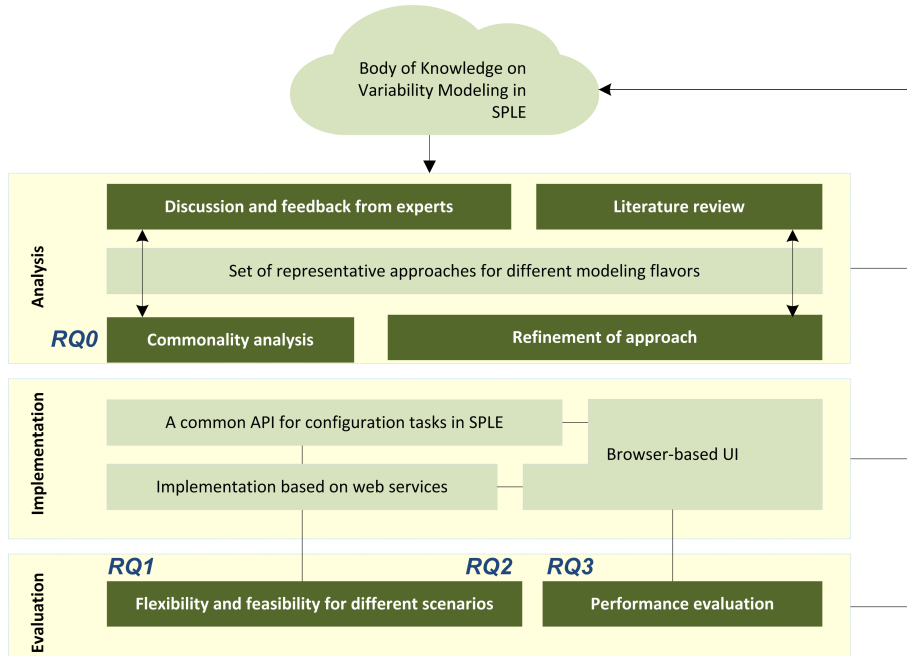 Body of Knowledge on
Variability Modeling in
SPLE
Analysis
Discussion and feedback from experts
Literature review
Set of representative approaches for different modeling flavors
RQ0
Commonality analysis
Refinement of approach
Implementation
A common API for configuration tasks in SPLE
Browser-based UI
Implementation based on web services
Evaluation
RQ1
RQ2
RQ3
Flexibility and feasibility for different scenarios
Performance evaluation